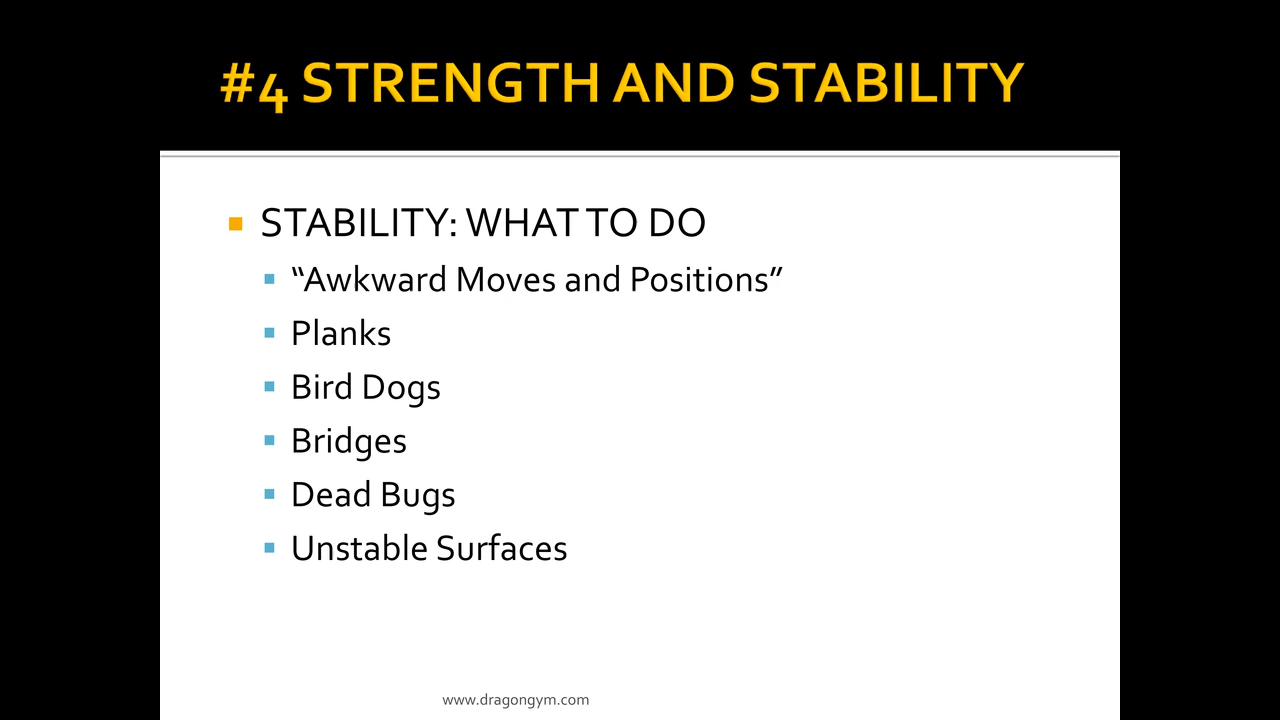 #4 STRENGTH AND STABILITY
STABILITY: WHAT TO DO
“Awkward Moves and Positions”
Planks
Bird Dogs
Bridges
Dead Bugs
Unstable Surfaces
www.dragongym.com